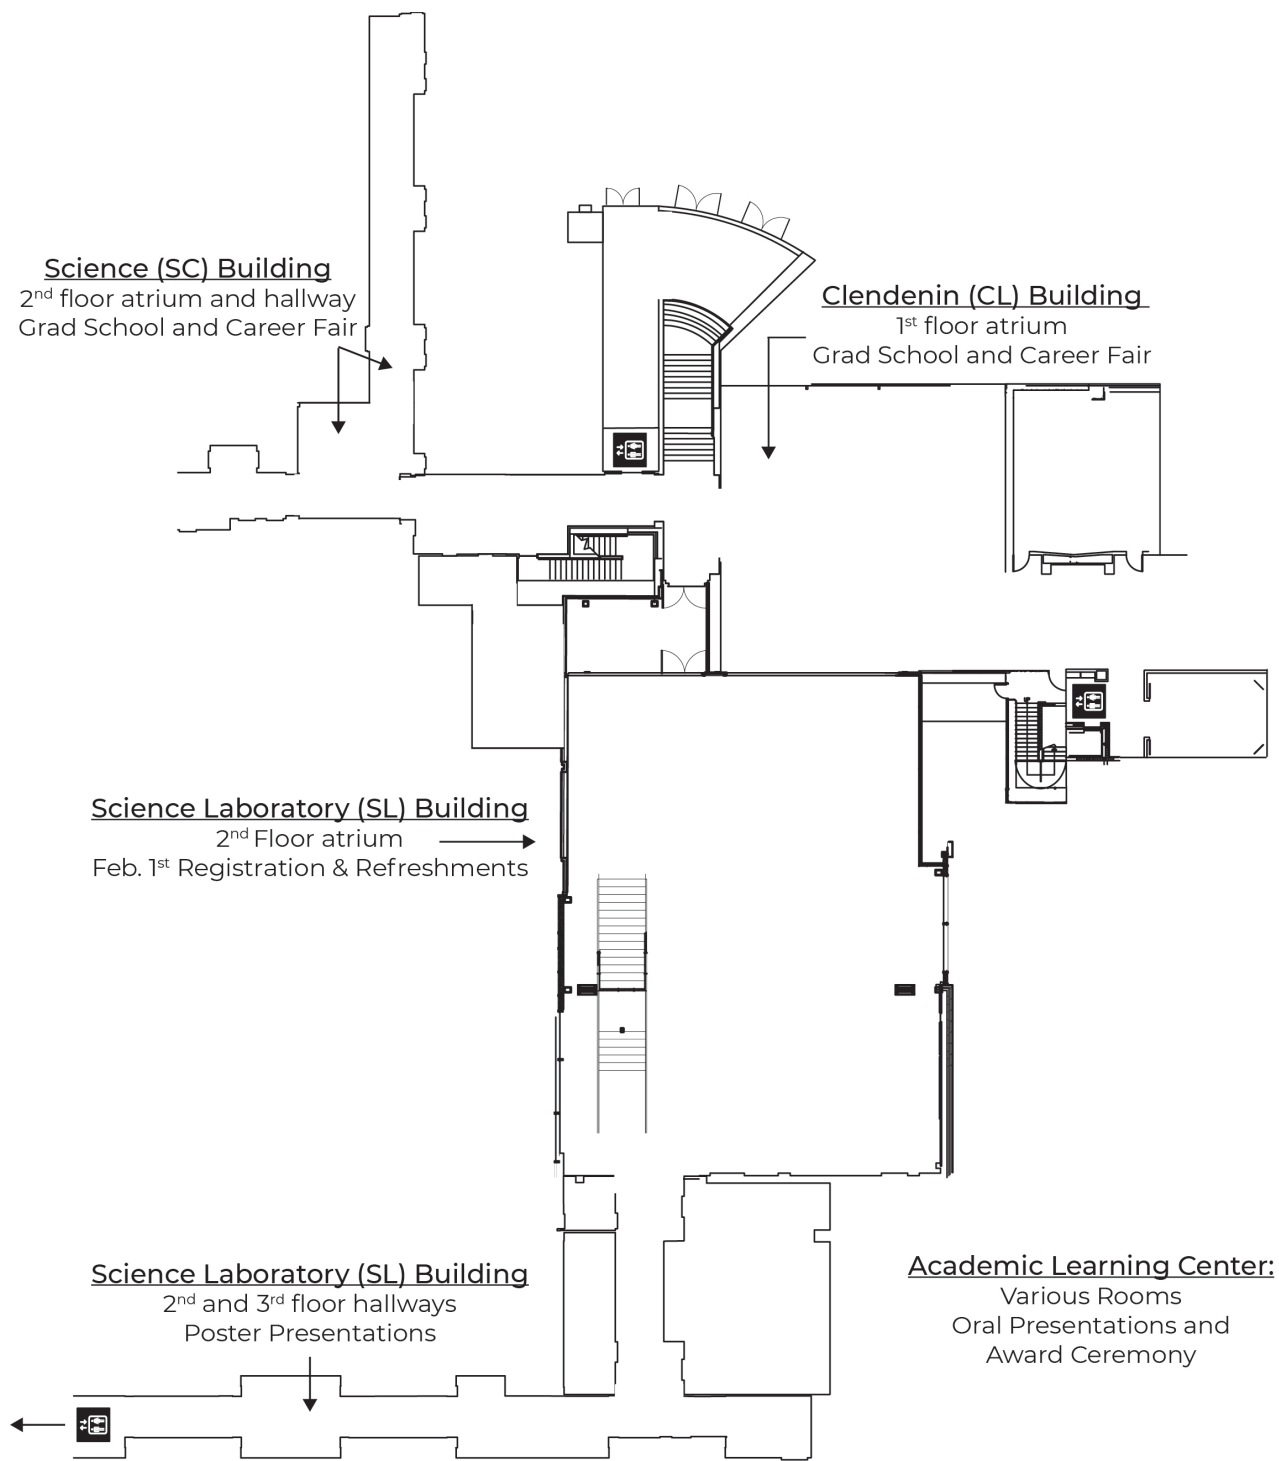 Science (SC) Building
2nd floor atrium and hallway
Grad School and Career Fair
Clendenin (CL) Building
1st floor atrium
Grad School and Career Fair
Science Laboratory (SL) Building
2nd Floor atrium
Feb. 1st Registration & Refreshments
Science Laboratory (SL) Building
2nd and 3rd floor hallways
Poster Presentations
Academic Learning Center:
Various Rooms
Oral Presentations and
Award Ceremony